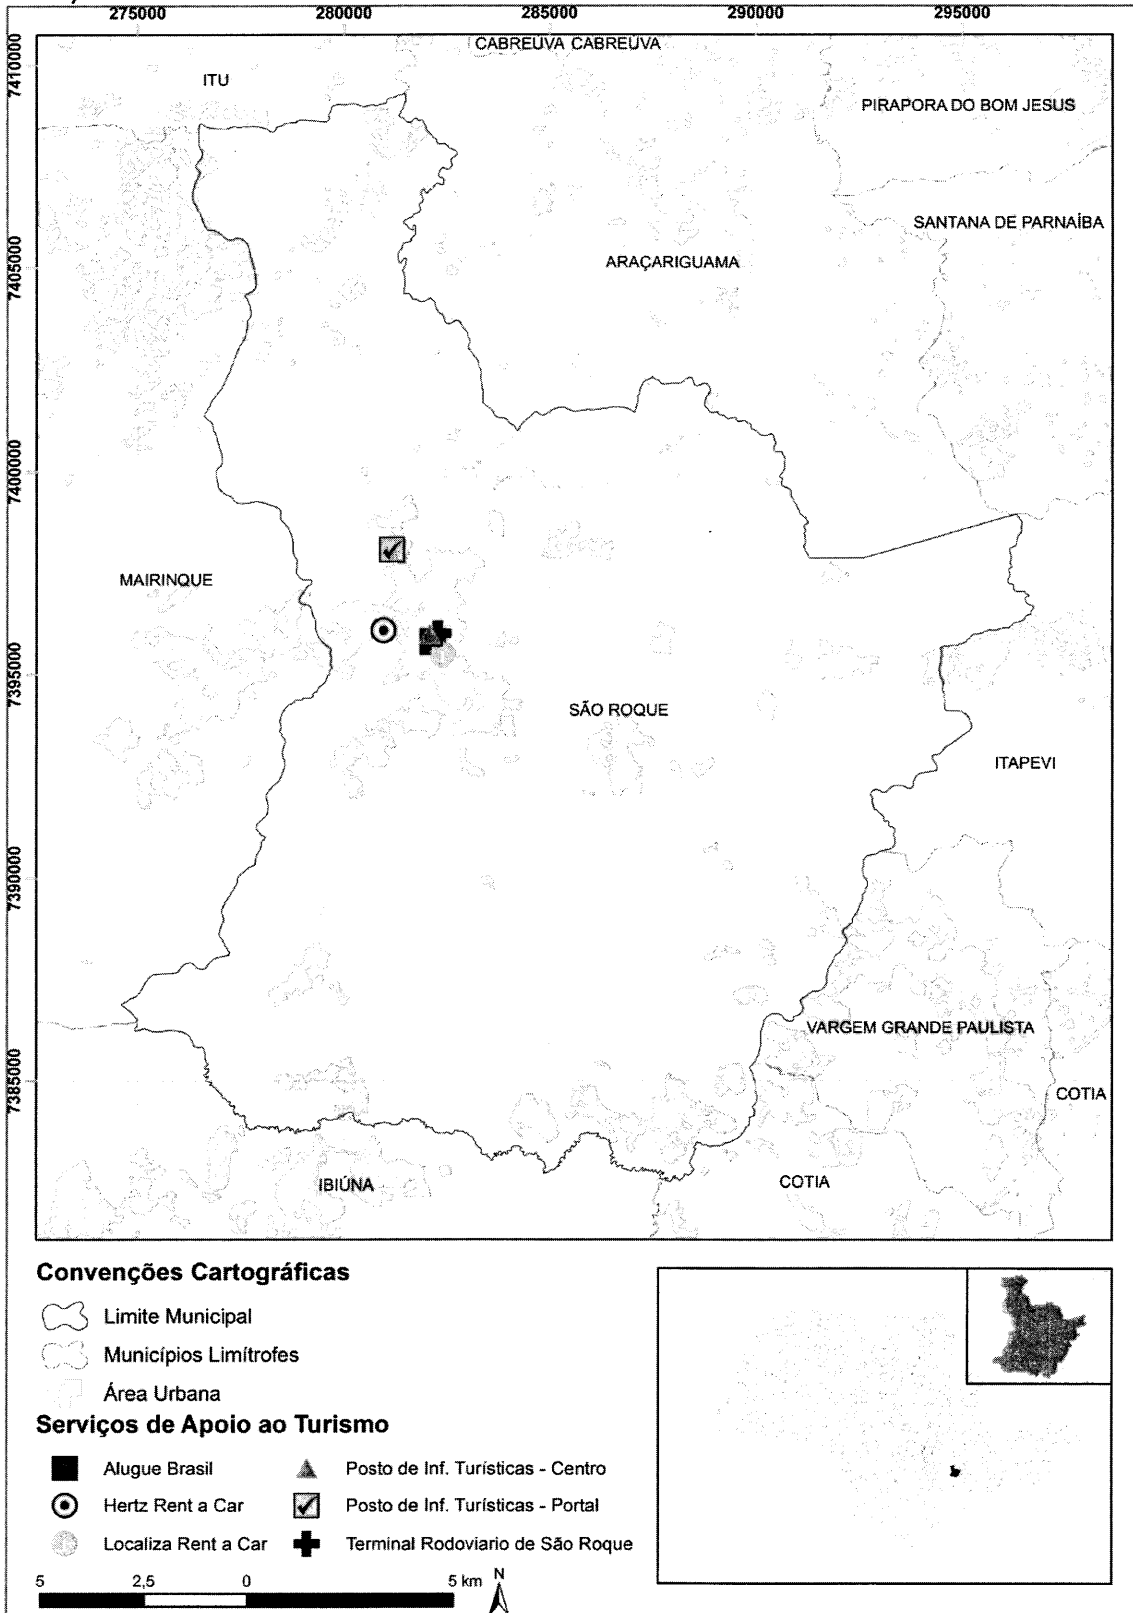 275000 280000 285000 290000 295000
7410000
7405000
7400000
7395000
7390000
7385000
CABREÚVA CABREÚVA
ITU
PIRAPORA DO BOM JESUS
SANTANA DE PARNAÍBA
ARAÇARIGUAMA
MAIRINQUE
SÃO ROQUE
ITAPEVI
VARGEM GRANDE PAULISTA
COTIA
IBIÚNA
COTIA
Convenções Cartográficas
Limite Municipal
Municípios Limítrofes
Área Urbana
Serviços de Apoio ao Turismo
Alugue Brasil
Posto de Inf. Turísticas - Centro
Hertz Rent a Car
Posto de Inf. Turísticas - Portal
Localiza Rent a Car
Terminal Rodoviario de São Roque
5 2,5 0 5 km
N